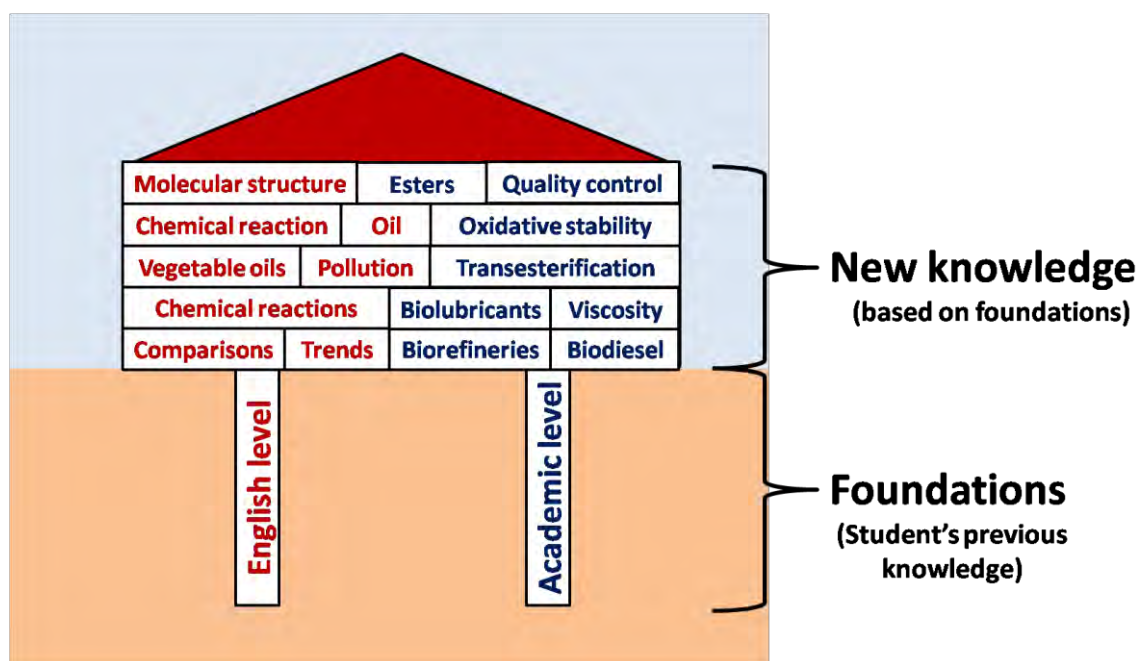 Molecular structure Esters Quality control
Chemical reaction Oil Oxidative stability
Vegetable oils Pollution Transesterification
Chemical reactions Biolubricants Viscosity
Comparisons Trends Biorefineries Biodiesel
English level
Academic level
New knowledge
(based on foundations)
Foundations
(Student's previous
knowledge)